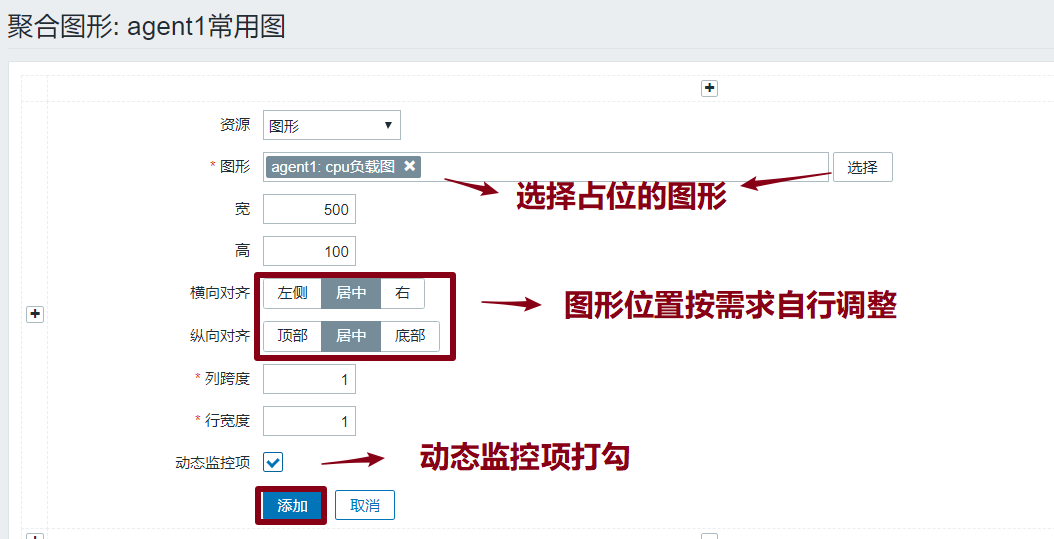 聚合图形: agent1常用图
资源 图形
* 图形 agent1: cpu负载图 选择
选择占位的图形
宽 500
高 100
横向对齐 左侧 居中 右
图形位置按需求自行调整
纵向对齐 顶部 居中 底部
* 列跨度 1
* 行宽度 1
动态监控项 动态监控项打勾
添加 取消